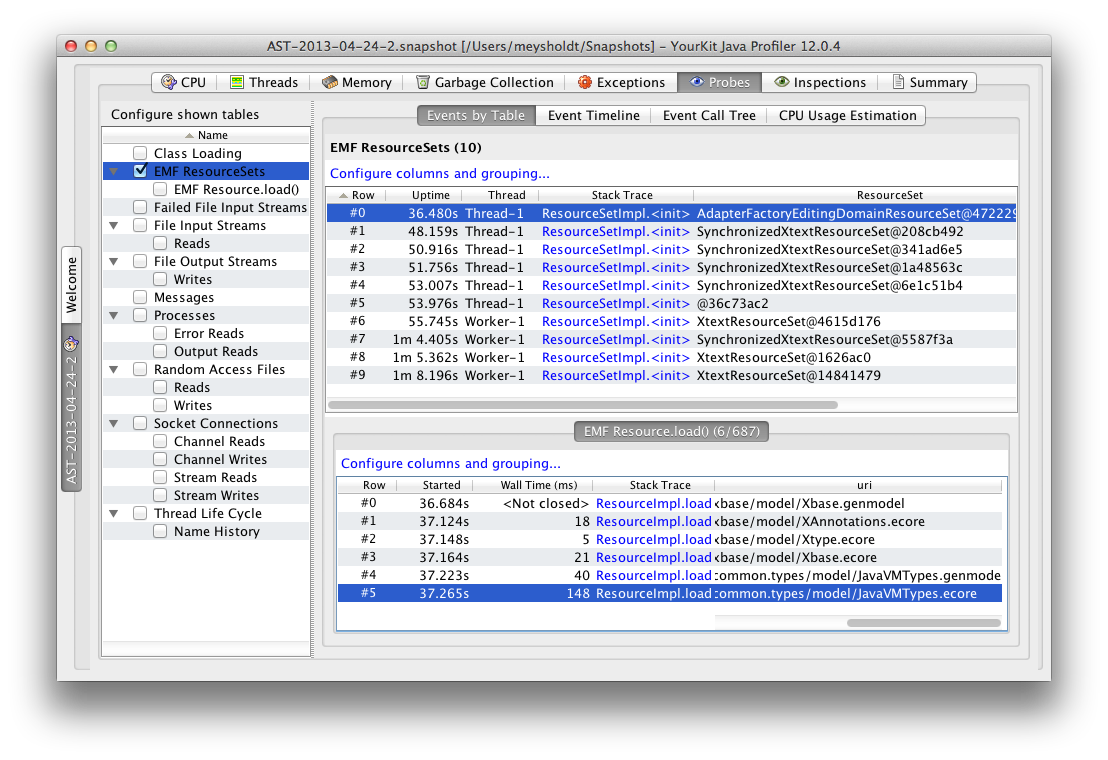 AST-2013-04-24-2.snapshot [/Users/meysholdt/Snapshots] - YourKit Java Profiler 12.0.4
CPU Threads Memory Garbage Collection Exceptions Probes Inspections Summary
Welcome
AST-2013-04-24-2
Configure shown tables
Name
Class Loading
EMF ResourceSets
EMF Resource.load()
Failed File Input Streams
File Input Streams
Reads
File Output Streams
Writes
Messages
Processes
Error Reads
Output Reads
Random Access Files
Reads
Writes
Socket Connections
Channel Reads
Channel Writes
Stream Reads
Stream Writes
Thread Life Cycle
Name History
Events by Table Event Timeline Event Call Tree CPU Usage Estimation
EMF ResourceSets (10)
Configure columns and grouping...
Row Uptime Thread Stack Trace ResourceSet
#0 36.480s Thread-1 ResourceSetImpl.<init> AdapterFactoryEditingDomainResourceSet@472229
#1 48.159s Thread-1 ResourceSetImpl.<init> SynchronizedXtextResourceSet@208cb492
#2 50.916s Thread-1 ResourceSetImpl.<init> SynchronizedXtextResourceSet@341ad6e5
#3 51.756s Thread-1 ResourceSetImpl.<init> SynchronizedXtextResourceSet@1a48563c
#4 53.007s Thread-1 ResourceSetImpl.<init> SynchronizedXtextResourceSet@6e1c51b4
#5 53.976s Thread-1 ResourceSetImpl.<init> @36c73ac2
#6 55.745s Worker-1 ResourceSetImpl.<init> XtextResourceSet@4615d176
#7 1m 4.405s Worker-1 ResourceSetImpl.<init> SynchronizedXtextResourceSet@5587f3a
#8 1m 5.362s Worker-1 ResourceSetImpl.<init> XtextResourceSet@1626ac0
#9 1m 8.196s Worker-1 ResourceSetImpl.<init> XtextResourceSet@14841479
EMF Resource.load() (6/687)
Configure columns and grouping...
Row Started Wall Time (ms) Stack Trace uri
#0 36.684s <Not closed> ResourceImpl.load kbase/model/Xbase.genmodel
#1 37.124s 18 ResourceImpl.load kbase/model/XAnnotations.ecore
#2 37.148s 5 ResourceImpl.load kbase/model/Xtype.ecore
#3 37.164s 21 ResourceImpl.load kbase/model/Xbase.ecore
#4 37.223s 40 ResourceImpl.load common.types/model/JavaVMTypes.genmode
#5 37.265s 148 ResourceImpl.load common.types/model/JavaVMTypes.ecore